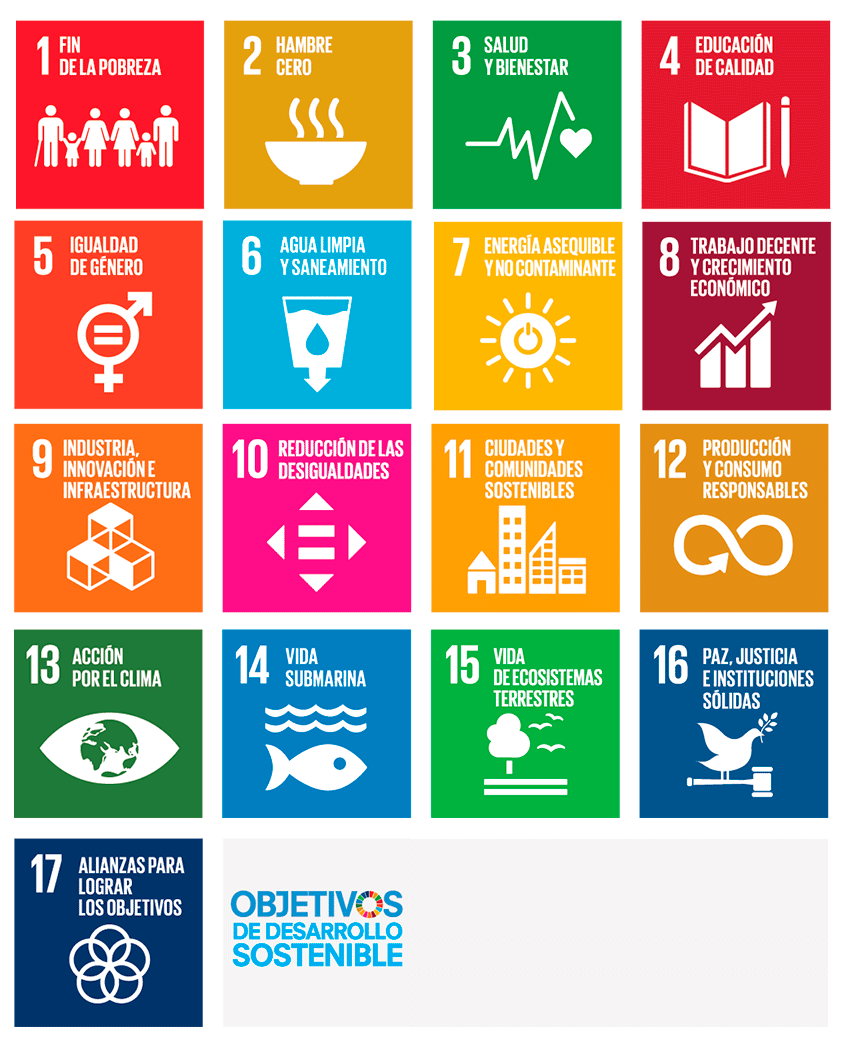 1 FIN
DE LA POBREZA
2 HAMBRE
CERO
3 SALUD
Y BIENESTAR
4 EDUCACIÓN
DE CALIDAD
5 IGUALDAD
DE GÉNERO
6 AGUA LIMPIA
Y SANEAMIENTO
7 ENERGÍA ASEQUIBLE
Y NO CONTAMINANTE
8 TRABAJO DECENTE
Y CRECIMIENTO
ECONÓMICO
9 INDUSTRIA,
INNOVACIÓN E
INFRAESTRUCTURA
10 REDUCCIÓN DE LAS
DESIGUALDADES
11 CIUDADES Y
COMUNIDADES
SOSTENIBLES
12 PRODUCCIÓN
Y CONSUMO
RESPONSABLES
13 ACCIÓN
POR EL CLIMA
14 VIDA
SUBMARINA
15 VIDA
DE ECOSISTEMAS
TERRESTRES
16 PAZ, JUSTICIA
E INSTITUCIONES
SÓLIDAS
17 ALIANZAS PARA
LOGRAR
LOS OBJETIVOS
OBJETIVOS
DE DESARROLLO
SOSTENIBLE